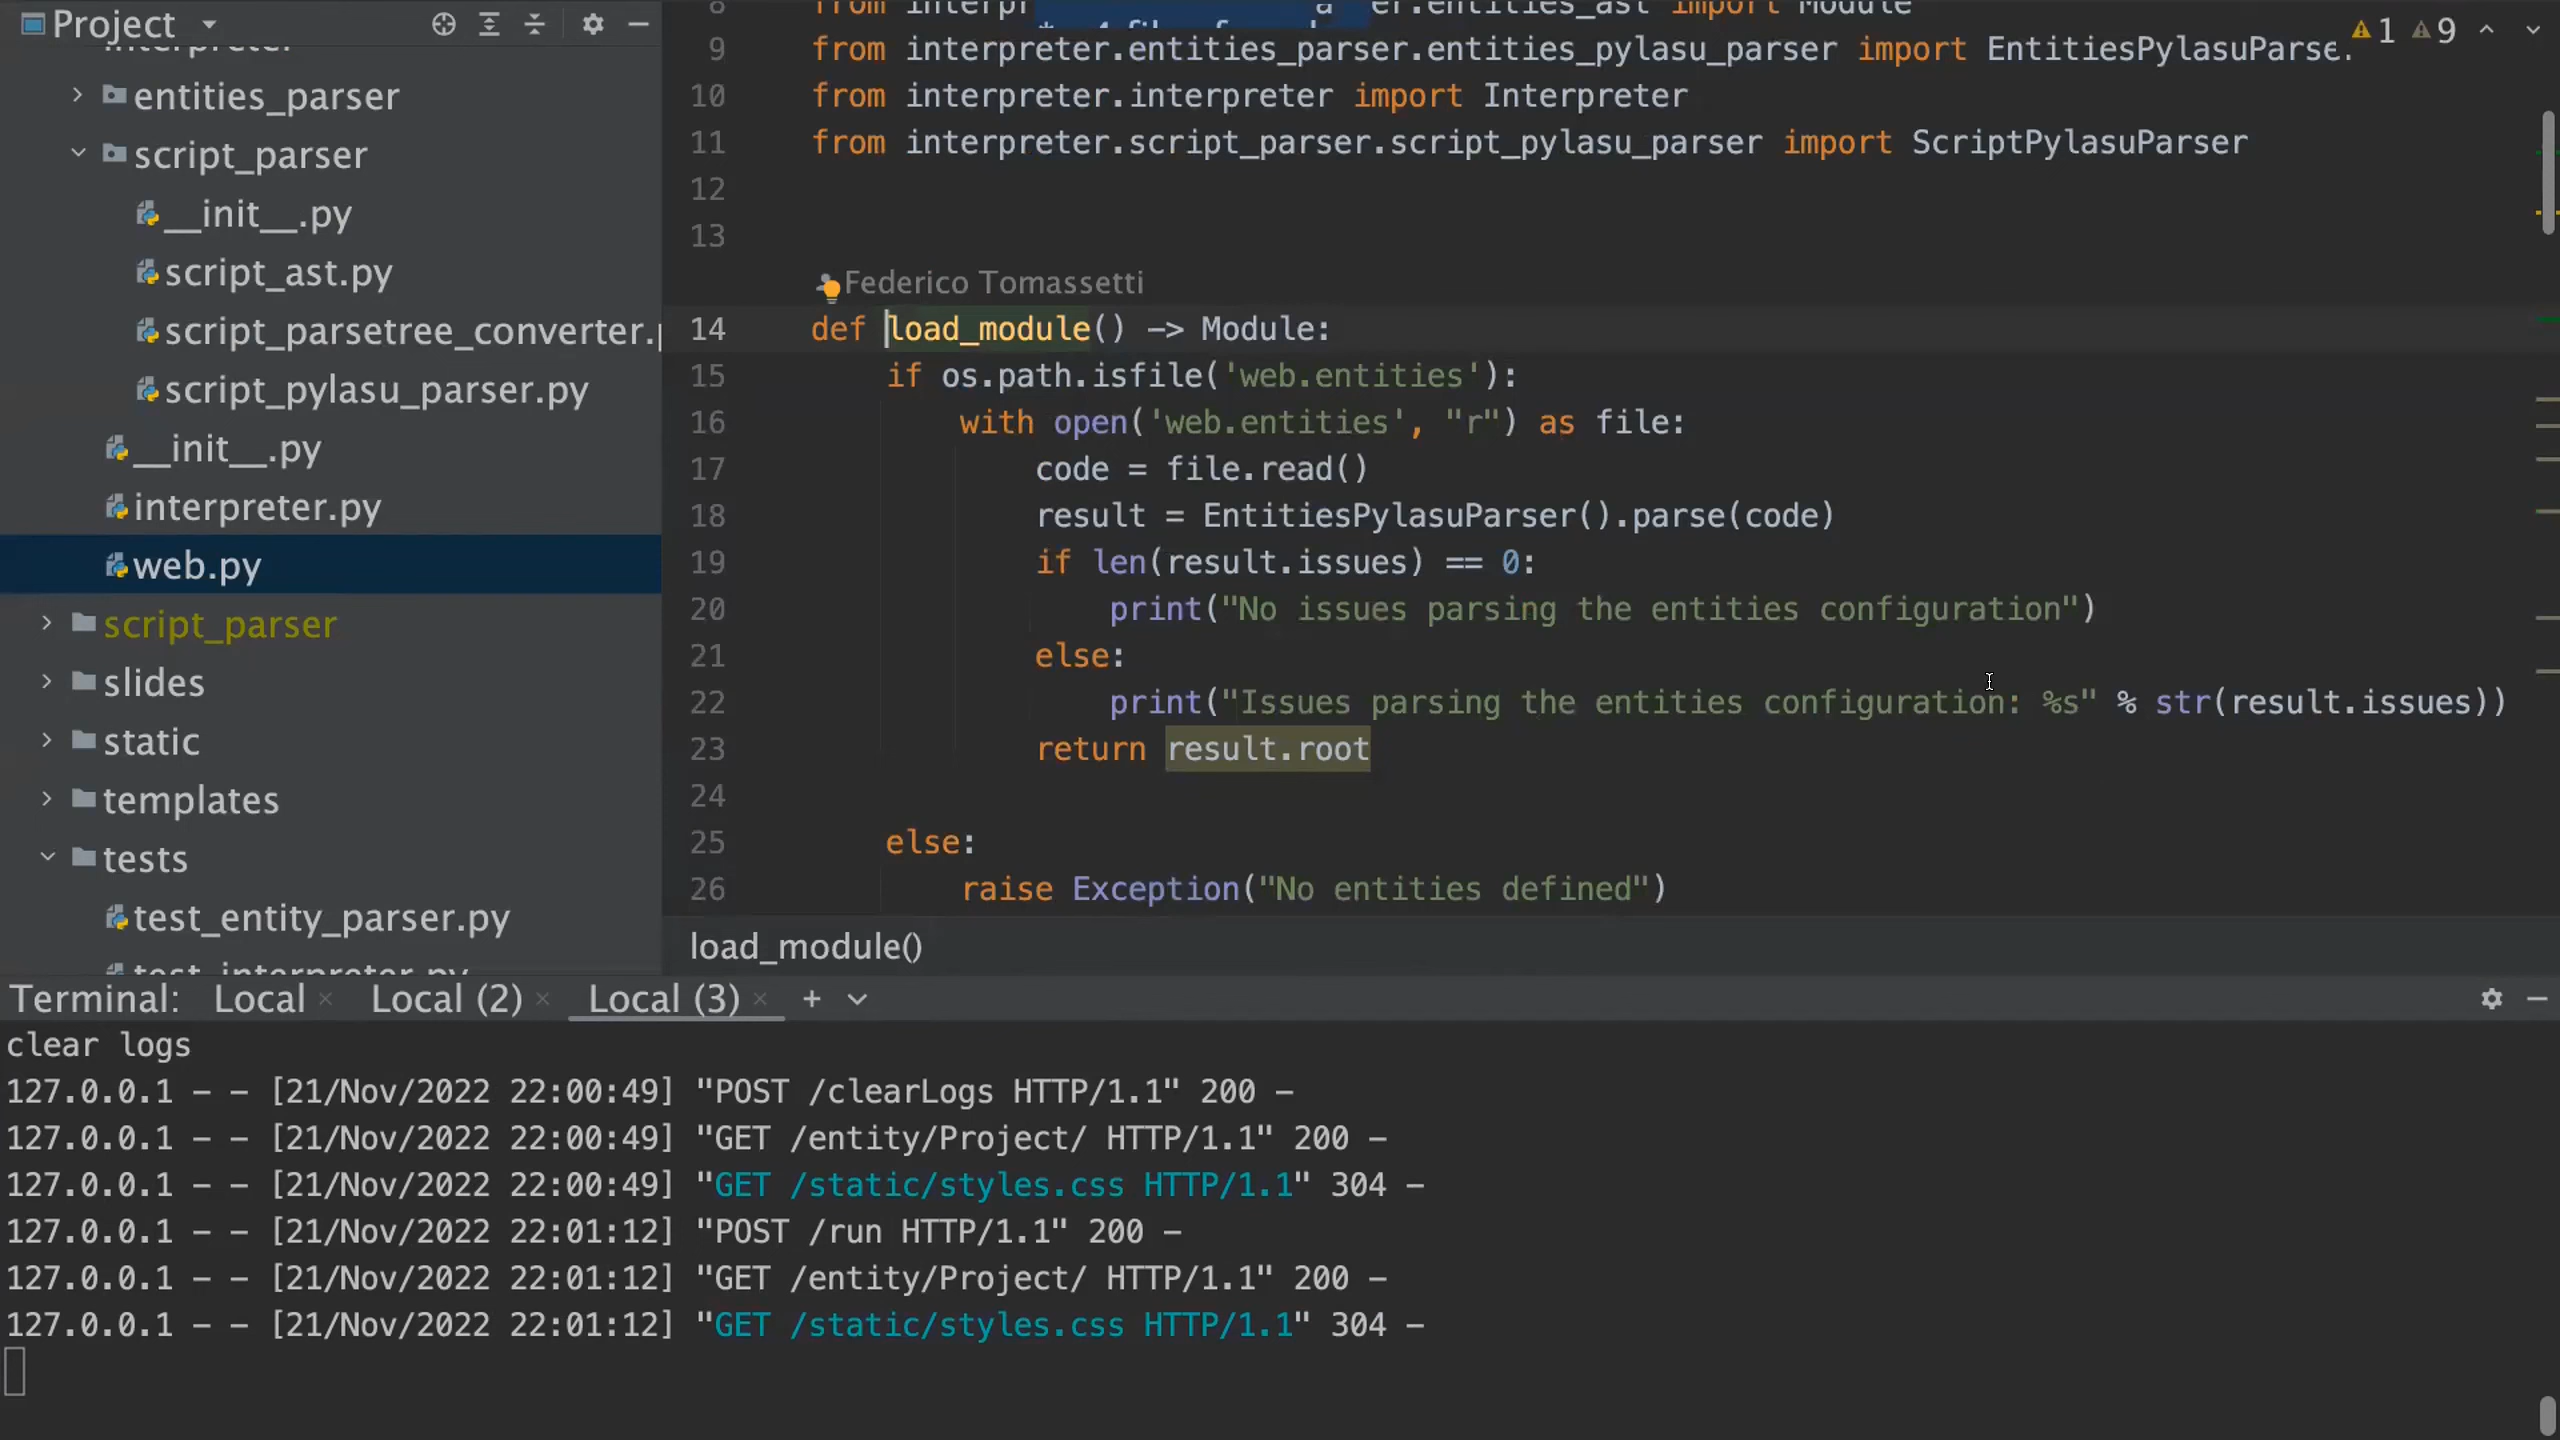 Project
interpreter
entities_parser
script_parser
__init__.py
script_ast.py
script_parsetree_converter.
script_pylasu_parser.py
__init__.py
interpreter.py
web.py
script_parser
slides
static
templates
tests
test_entity_parser.py
test_interpreter.py
1 9
8 from er.entities_ast import Module
9 from interpreter.entities_parser.entities_pylasu_parser import EntitiesPylasuParse
10 from interpreter.interpreter import Interpreter
11 from interpreter.script_parser.script_pylasu_parser import ScriptPylasuParser
12
13
Federico Tomassetti
14 def load_module() -> Module:
15 if os.path.isfile('web.entities'):
16 with open('web.entities', "r") as file:
17 code = file.read()
18 result = EntitiesPylasuParser().parse(code)
19 if len(result.issues) == 0:
20 print("No issues parsing the entities configuration")
21 else:
22 print("Issues parsing the entities configuration: %s" % str(result.issues))
23 return result.root
24
25 else:
26 raise Exception("No entities defined")
load_module()
Terminal: Local × Local (2) × Local (3) × +
clear logs
127.0.0.1 - - [21/Nov/2022 22:00:49] "POST /clearLogs HTTP/1.1" 200 -
127.0.0.1 - - [21/Nov/2022 22:00:49] "GET /entity/Project/ HTTP/1.1" 200 -
127.0.0.1 - - [21/Nov/2022 22:00:49] "GET /static/styles.css HTTP/1.1" 304 -
127.0.0.1 - - [21/Nov/2022 22:01:12] "POST /run HTTP/1.1" 200 -
127.0.0.1 - - [21/Nov/2022 22:01:12] "GET /entity/Project/ HTTP/1.1" 200 -
127.0.0.1 - - [21/Nov/2022 22:01:12] "GET /static/styles.css HTTP/1.1" 304 -